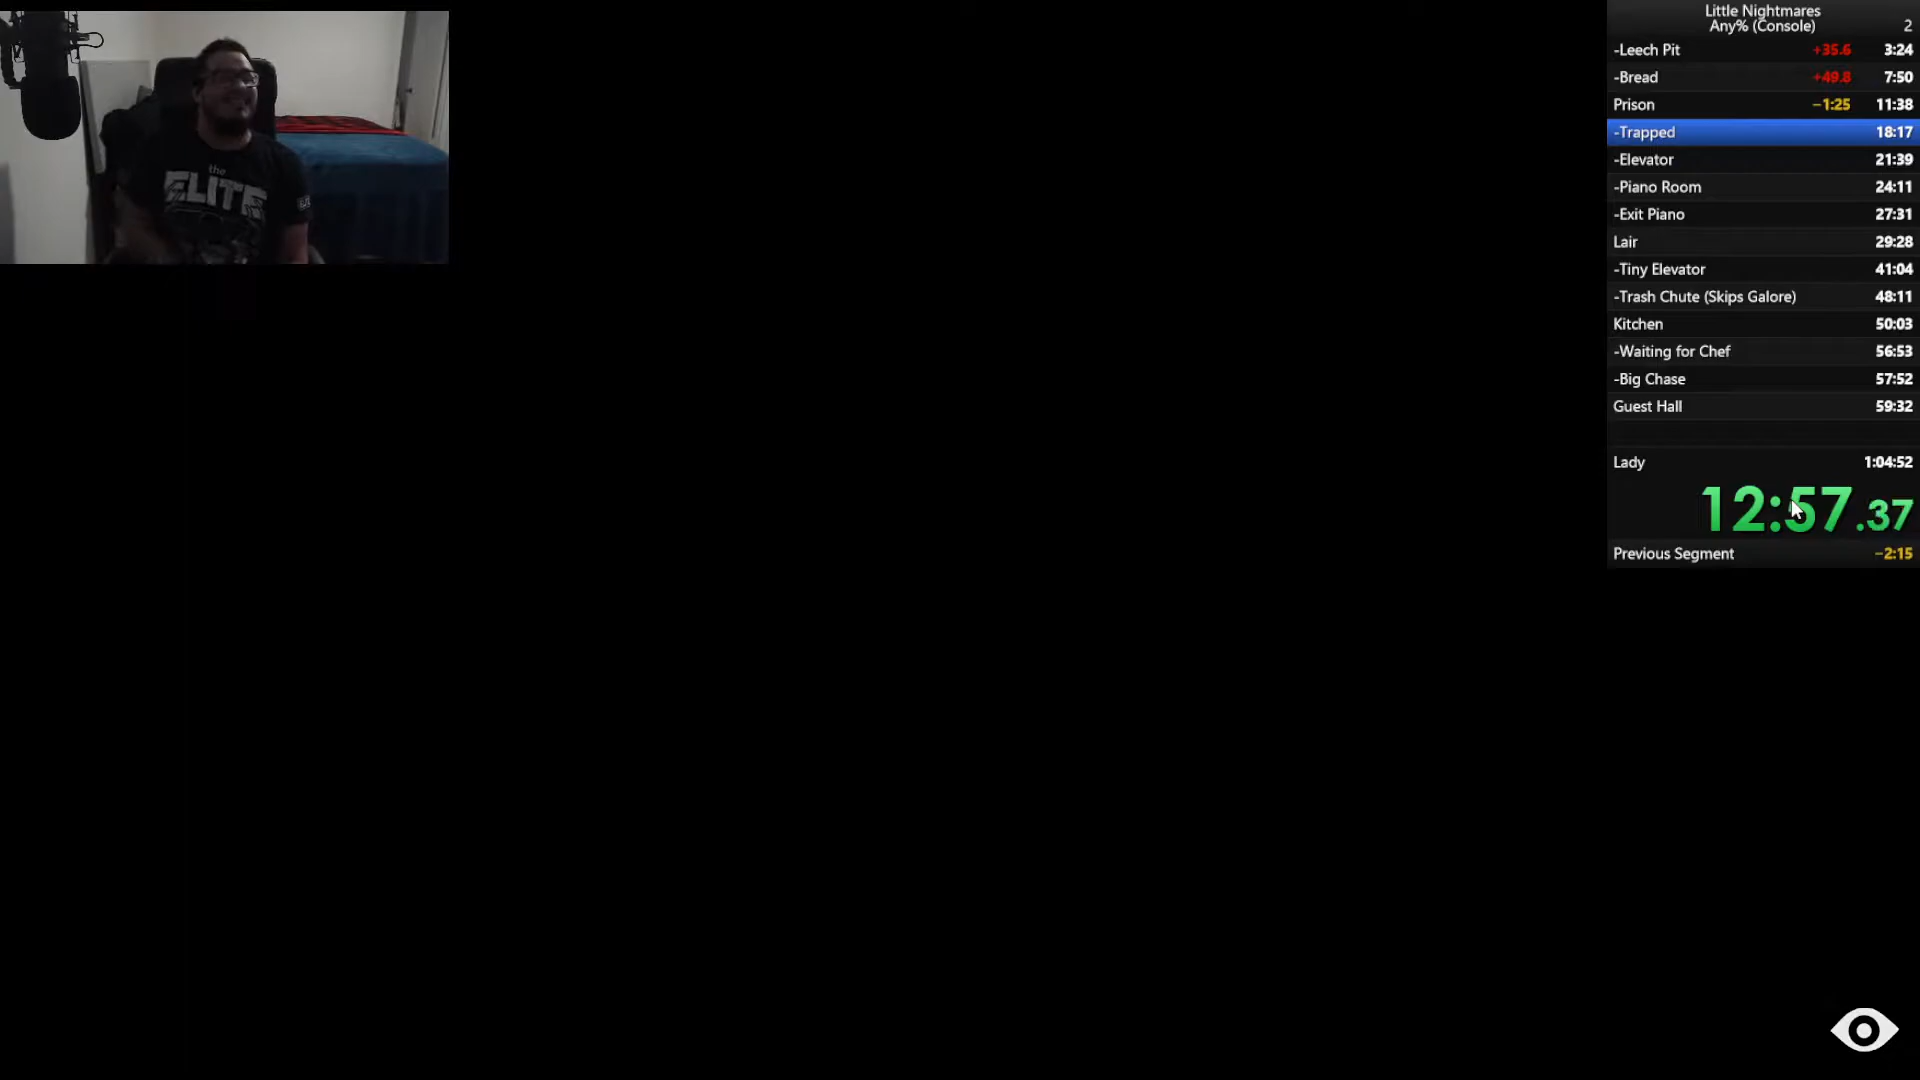 Little Nightmares
Any% (Console) 2
-Leech Pit +35.6 3:24
-Bread +49.8 7:50
Prison −1:25 11:38
-Trapped 18:17
-Elevator 21:39
-Piano Room 24:11
-Exit Piano 27:31
Lair 29:28
-Tiny Elevator 41:04
-Trash Chute (Skips Galore) 48:11
Kitchen 50:03
-Waiting for Chef 56:53
-Big Chase 57:52
Guest Hall 59:32
Lady 1:04:52
12:57.37
Previous Segment −2:15
the
ELITE